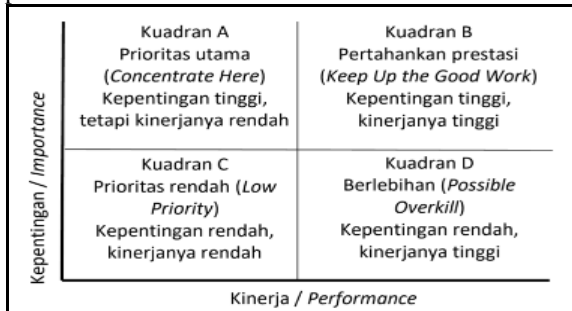 Kuadran A
Prioritas utama
(Concentrate Here)
Kepentingan tinggi,
tetapi kinerjanya rendah
Kuadran B
Pertahankan prestasi
(Keep Up the Good Work)
Kepentingan tinggi,
kinerjanya tinggi
Kuadran C
Prioritas rendah (Low
Priority)
Kepentingan rendah,
kinerjanya rendah
Kuadran D
Berlebihan (Possible
Overkill)
Kepentingan rendah,
kinerjanya tinggi
Kepentingan / Importance
Kinerja / Performance